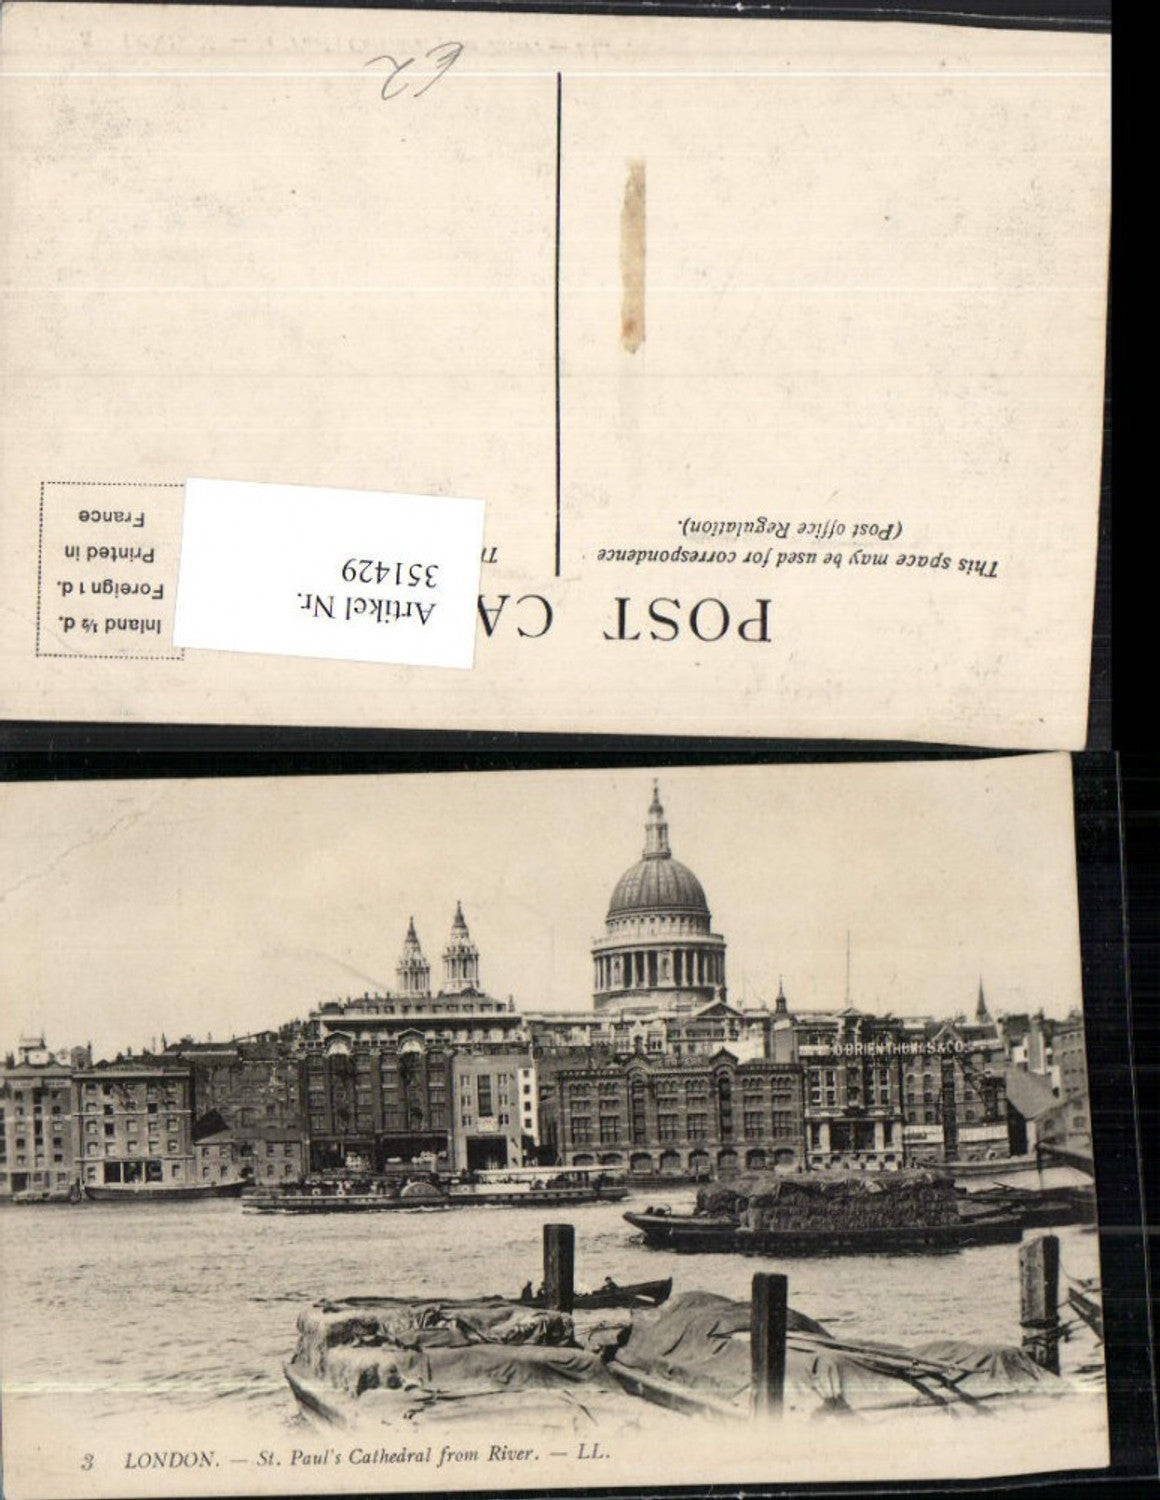 €2
POST CA
This space may be used for correspondence
(Post office Regulation).
Artikel Nr.
351429
Inland ½ d.
Foreign 1 d.
Printed in
France
O'BRIEN THOMAS & CO
3 LONDON. — St. Paul's Cathedral from River. — LL.